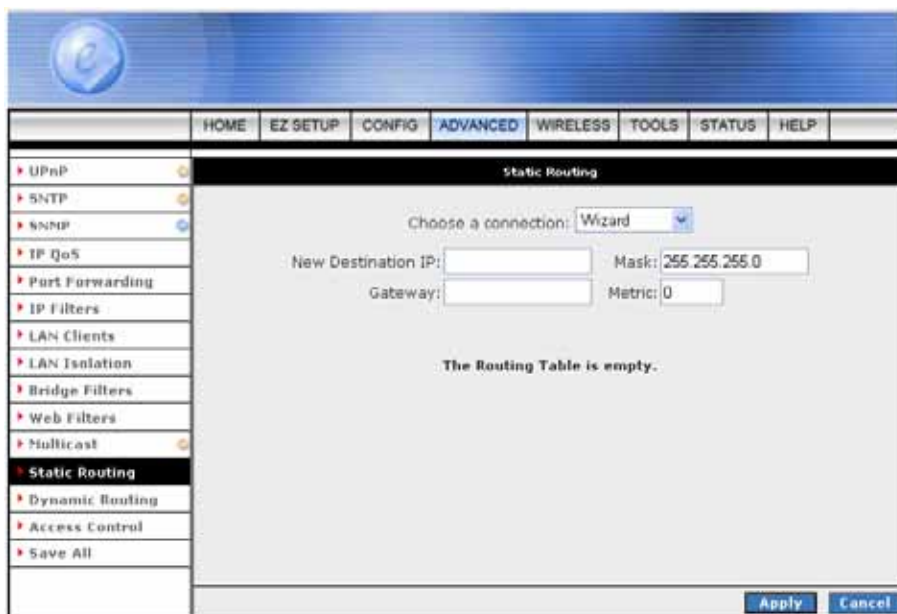 e
HOME EZ SETUP CONFIG ADVANCED WIRELESS TOOLS STATUS HELP
UPnP
SNTP
SNMP
IP QoS
Port Forwarding
IP Filters
LAN Clients
LAN Isolation
Bridge Filters
Web Filters
Multicast
Static Routing
Dynamic Routing
Access Control
Save All
Static Routing
Choose a connection: Wizard
New Destination IP: Mask: 255.255.255.0
Gateway: Metric: 0
The Routing Table is empty.
Apply Cancel